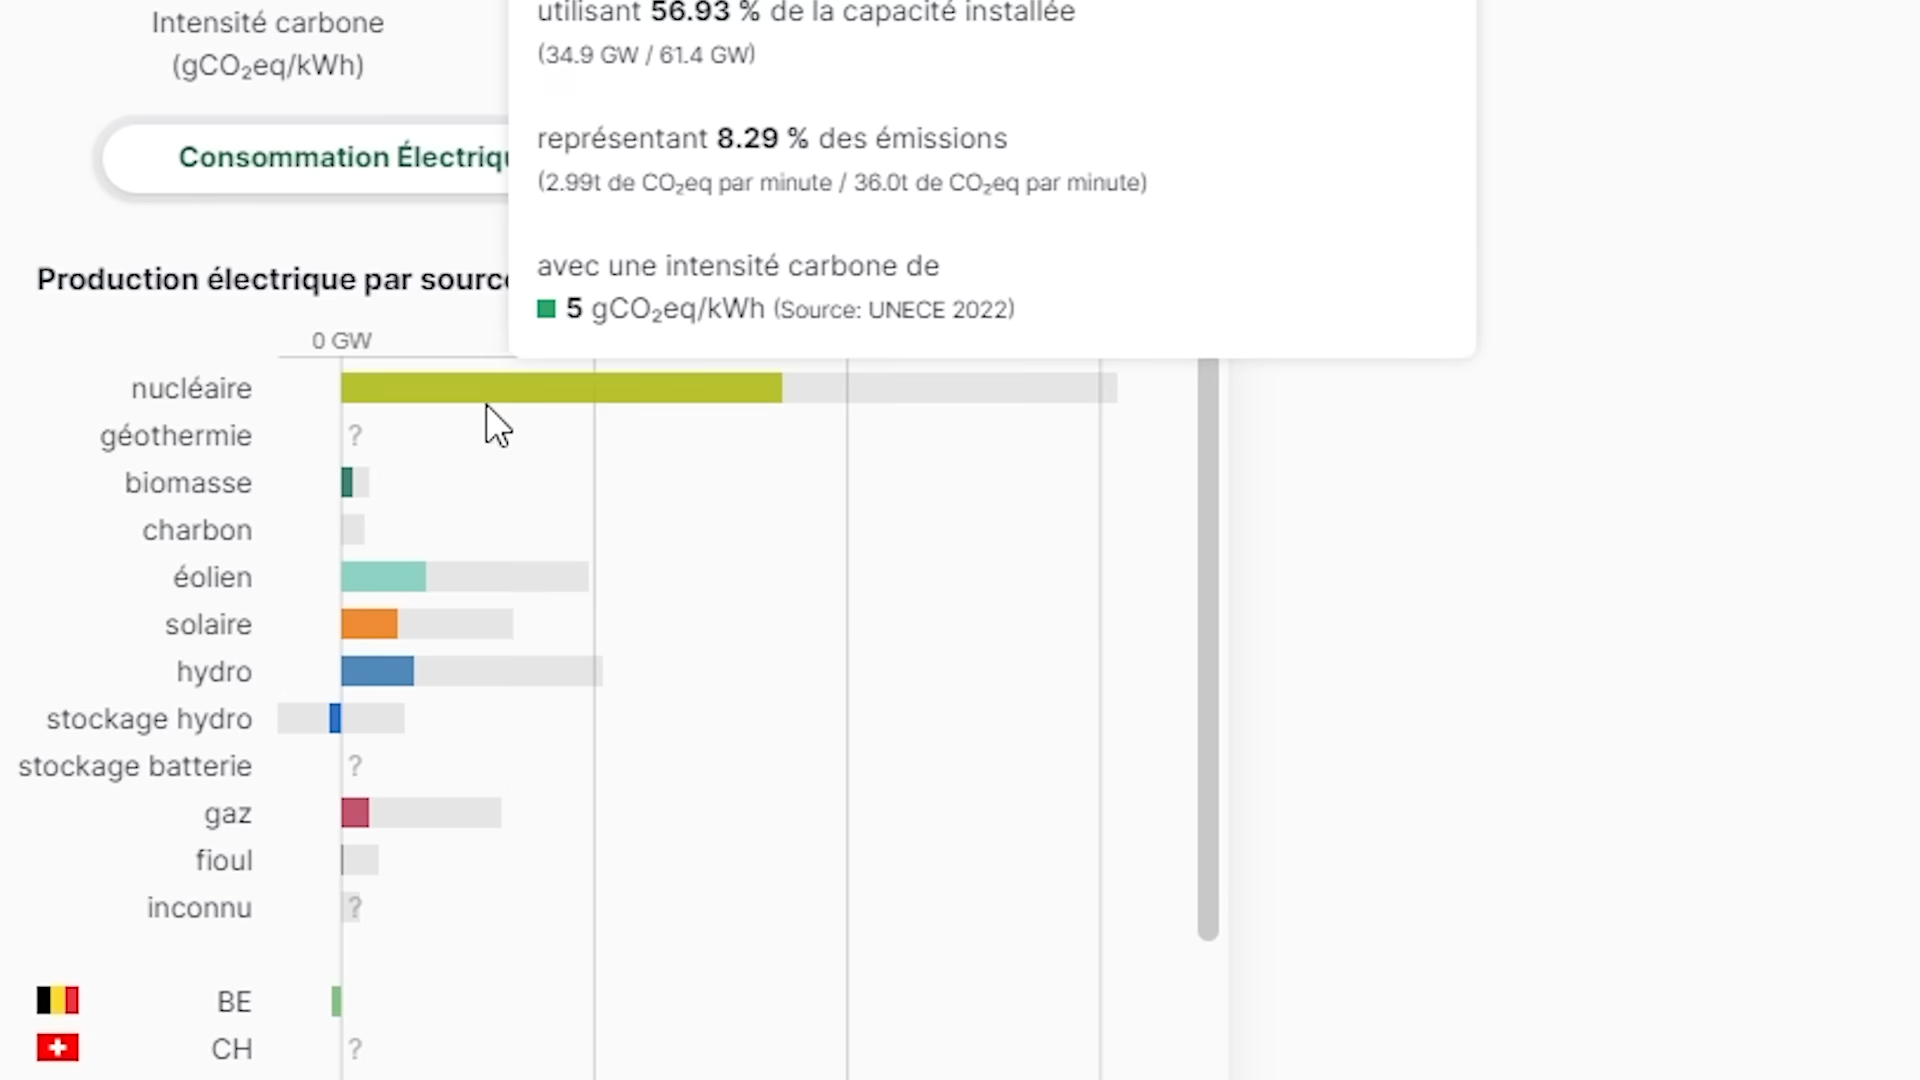 Intensité carbone
(gCO₂eq/kWh)
utilisant 56.93 % de la capacité installée
(34.9 GW / 61.4 GW)
représentant 8.29 % des émissions
(2.99t de CO₂eq par minute / 36.0t de CO₂eq par minute)
avec une intensité carbone de
5 gCO₂eq/kWh (Source: UNECE 2022)
Consommation Électriqu
Production électrique par source
0 GW
nucléaire
géothermie ?
biomasse
charbon
éolien
solaire
hydro
stockage hydro
stockage batterie ?
gaz
fioul
inconnu ?
BE
CH ?